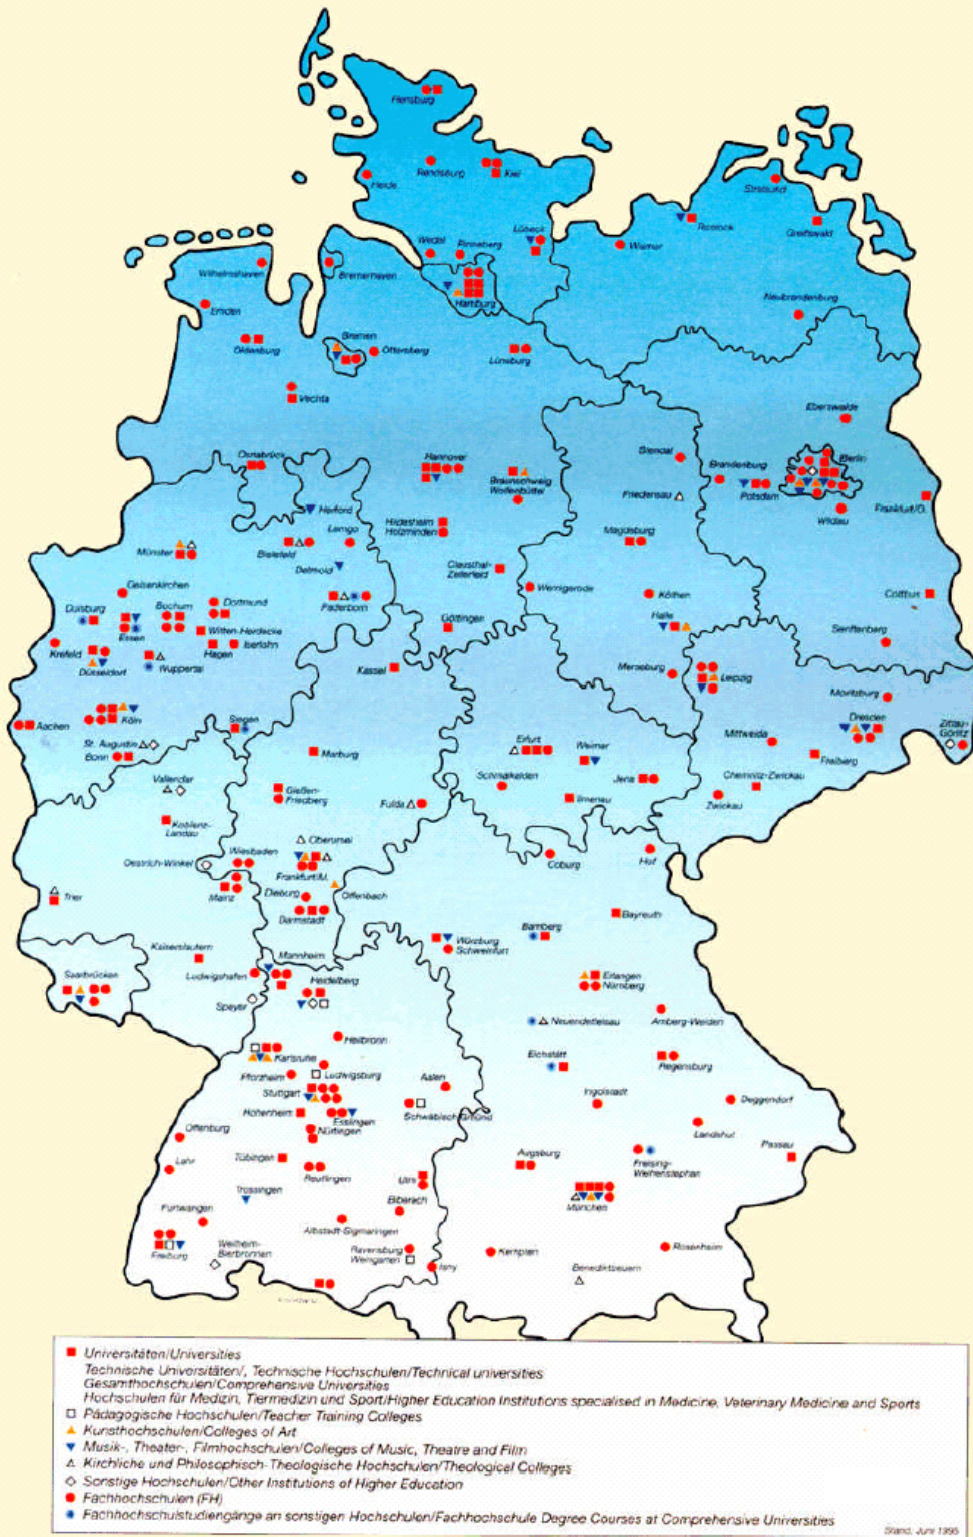 Flensburg
Rendsburg
Kiel
Heide
Stralsund
Lübeck
Rostock
Greifswald
Wedel
Pinneberg
Wismar
Wilhelmshaven
Bremerhaven
Hamburg
Neubrandenburg
Emden
Bremen
Oldenburg
Ottersberg
Lüneburg
Vechta
Eberswalde
Osnabrück
Hannover
Stendal
Brandenburg
Berlin
Braunschweig
Wolfenbüttel
Friedensau
Potsdam
Frankfurt/O.
Herford
Wildau
Lemgo
Hildesheim
Holzminden
Magdeburg
Münster
Bielefeld
Detmold
Clausthal-
Zellerfeld
Gelsenkirchen
Wernigerode
Köthen
Cottbus
Duisburg
Bochum
Dortmund
Paderborn
Göttingen
Halle
Essen
Witten-Herdecke
Senftenberg
Krefeld
Hagen
Iserlohn
Düsseldorf
Wuppertal
Kassel
Merseburg
Leipzig
Moritzburg
Aachen
Köln
Siegen
Dresden
Zittau-
Görlitz
St. Augustin
Bonn
Marburg
Erfurt
Weimar
Mittweida
Freiberg
Vallendar
Gießen-
Friedberg
Schmalkalden
Jena
Chemnitz-Zwickau
Fulda
Ilmenau
Zwickau
Koblenz-
Landau
Oberursel
Oestrich-Winkel
Wiesbaden
Frankfurt/M.
Coburg
Hof
Trier
Mainz
Dieburg
Offenbach
Darmstadt
Bayreuth
Kaiserslautern
Mannheim
Würzburg
Schweinfurt
Bamberg
Saarbrücken
Ludwigshafen
Heidelberg
Erlangen
Nürnberg
Speyer
Neuendettelsau
Amberg-Weiden
Heilbronn
Karlsruhe
Eichstätt
Regensburg
Pforzheim
Ludwigsburg
Aalen
Stuttgart
Ingolstadt
Deggendorf
Hohenheim
Esslingen
Schwäbisch Gmünd
Nürtingen
Landshut
Offenburg
Passau
Tübingen
Augsburg
Freising-
Weihenstephan
Lahr
Reutlingen
Ulm
Trossingen
Biberach
München
Furtwangen
Albstadt-Sigmaringen
Freiburg
Weilheim-
Bierbronnen
Ravensburg
Weingarten
Kempten
Rosenheim
Isny
Benediktbeuern
Universitäten/Universities
Technische Universitäten/, Technische Hochschulen/Technical universities
Gesamthochschulen/Comprehensive Universities
Hochschulen für Medizin, Tiermedizin und Sport/Higher Education Institutions specialised in Medicine, Veterinary Medicine and Sports
Pädagogische Hochschulen/Teacher Training Colleges
Kunsthochschulen/Colleges of Art
Musik-, Theater-, Filmhochschulen/Colleges of Music, Theatre and Film
Kirchliche und Philosophisch-Theologische Hochschulen/Theological Colleges
Sonstige Hochschulen/Other Institutions of Higher Education
Fachhochschulen (FH)
Fachhochschulstudiengänge an sonstigen Hochschulen/Fachhochschule Degree Courses at Comprehensive Universities
Stand, Juni